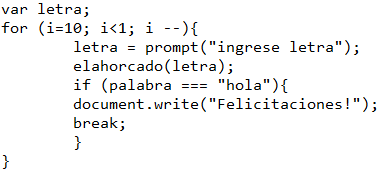 var letra;
for (i=10; i<1; i --){
letra = prompt("ingrese letra");
elahorcado(letra);
if (palabra === "hola"){
document.write("Felicitaciones!");
break;
}
}